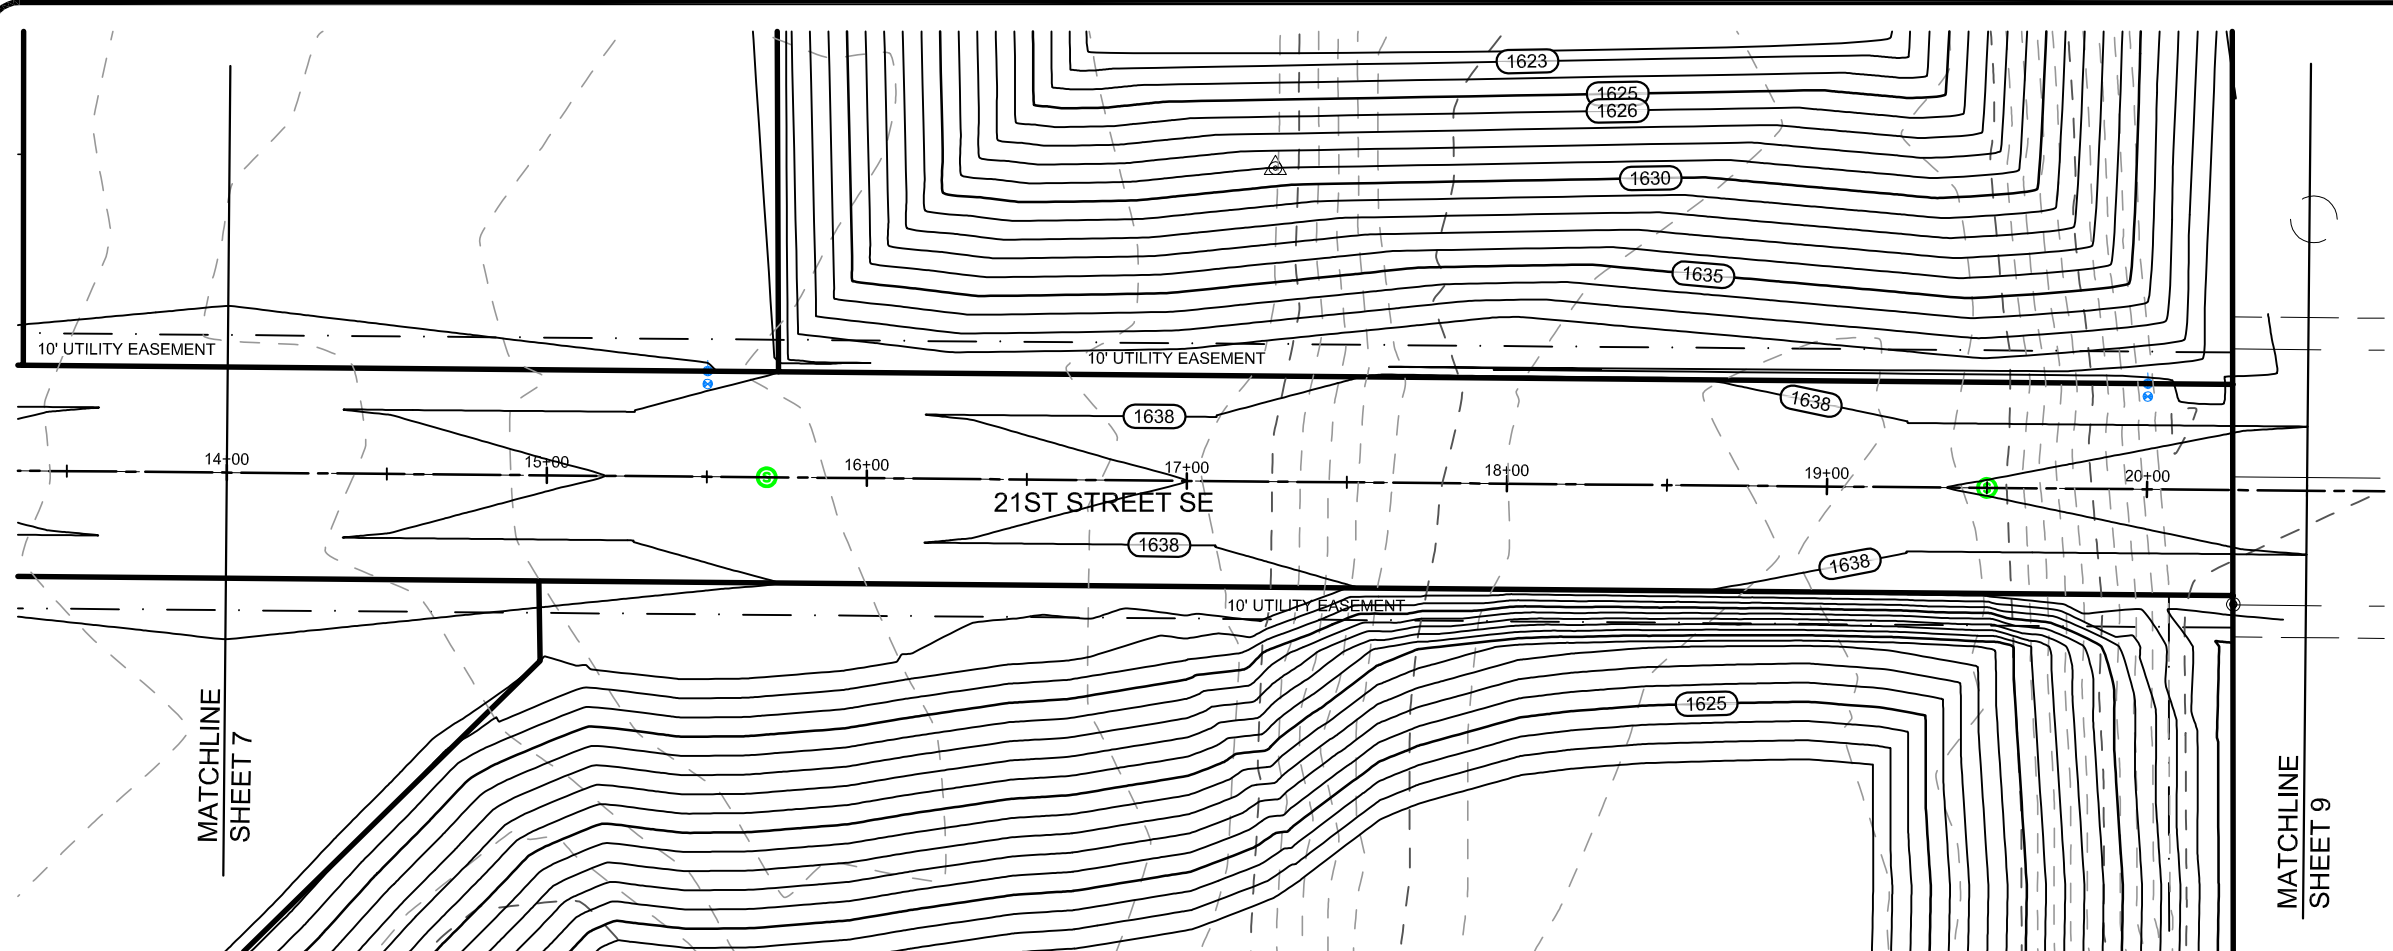 1623
1625
1626
1630
1635
10' UTILITY EASEMENT
10' UTILITY EASEMENT
1638
1638
14+00
15+00
16+00
17+00
18+00
19+00
20+00
S
S
21ST STREET SE
1638
1638
10' UTILITY EASEMENT
1625
MATCHLINE
SHEET 7
MATCHLINE
SHEET 9